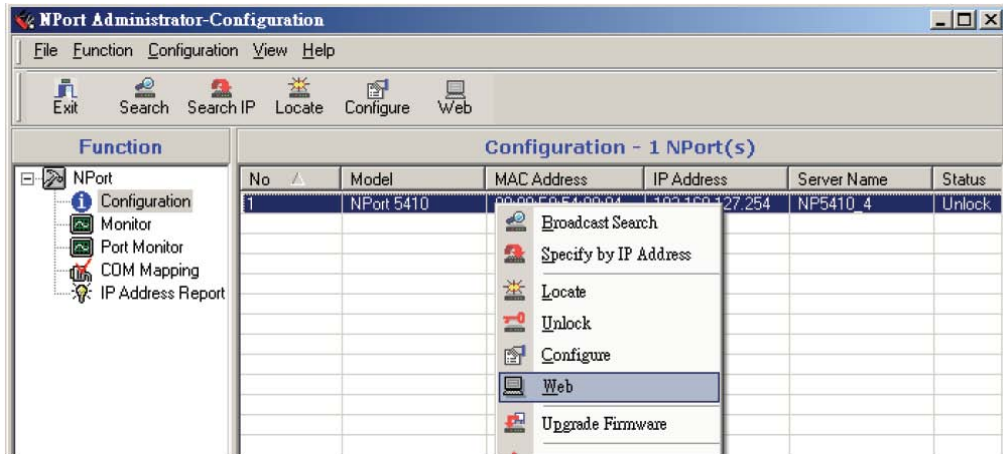 NPort Administrator-Configuration
File Function Configuration View Help
Exit Search Search IP Locate Configure Web
Function
Configuration - 1 NPort(s)
NPort
Configuration
Monitor
Port Monitor
COM Mapping
IP Address Report
No Model MAC Address IP Address Server Name Status
1 NPort 5410 NP5410_4 Unlock
Broadcast Search
Specify by IP Address
Locate
Unlock
Configure
Web
Upgrade Firmware